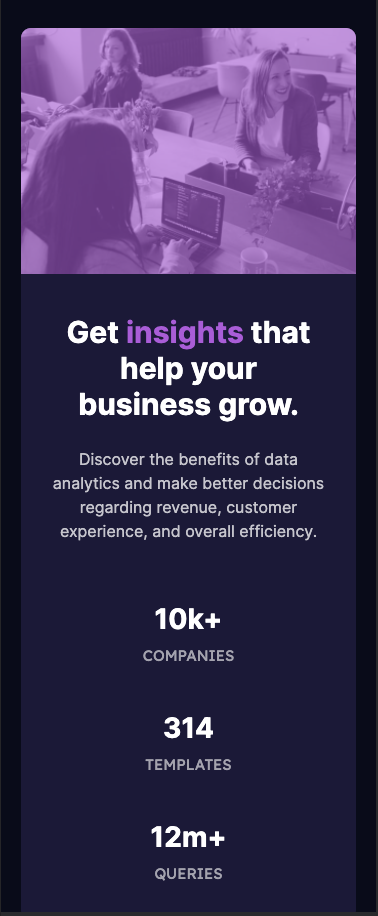 Get insights that
help your
business grow.
Discover the benefits of data
analytics and make better decisions
regarding revenue, customer
experience, and overall efficiency.
10k+
COMPANIES
314
TEMPLATES
12m+
QUERIES